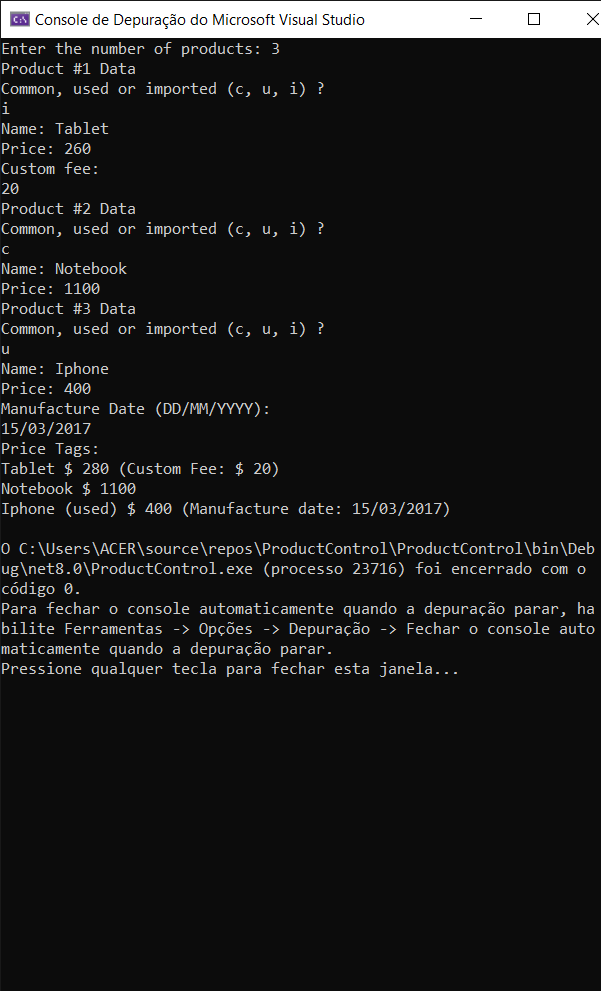 Console de Depuração do Microsoft Visual Studio
Enter the number of products: 3
Product #1 Data
Common, used or imported (c, u, i) ?
i
Name: Tablet
Price: 260
Custom fee:
20
Product #2 Data
Common, used or imported (c, u, i) ?
c
Name: Notebook
Price: 1100
Product #3 Data
Common, used or imported (c, u, i) ?
u
Name: Iphone
Price: 400
Manufacture Date (DD/MM/YYYY):
15/03/2017
Price Tags:
Tablet $ 280 (Custom Fee: $ 20)
Notebook $ 1100
Iphone (used) $ 400 (Manufacture date: 15/03/2017)
O C:\Users\ACER\source\repos\ProductControl\ProductControl\bin\Deb
ug\net8.0\ProductControl.exe (processo 23716) foi encerrado com o
código 0.
Para fechar o console automaticamente quando a depuração parar, ha
bilite Ferramentas -> Opções -> Depuração -> Fechar o console auto
maticamente quando a depuração parar.
Pressione qualquer tecla para fechar esta janela...